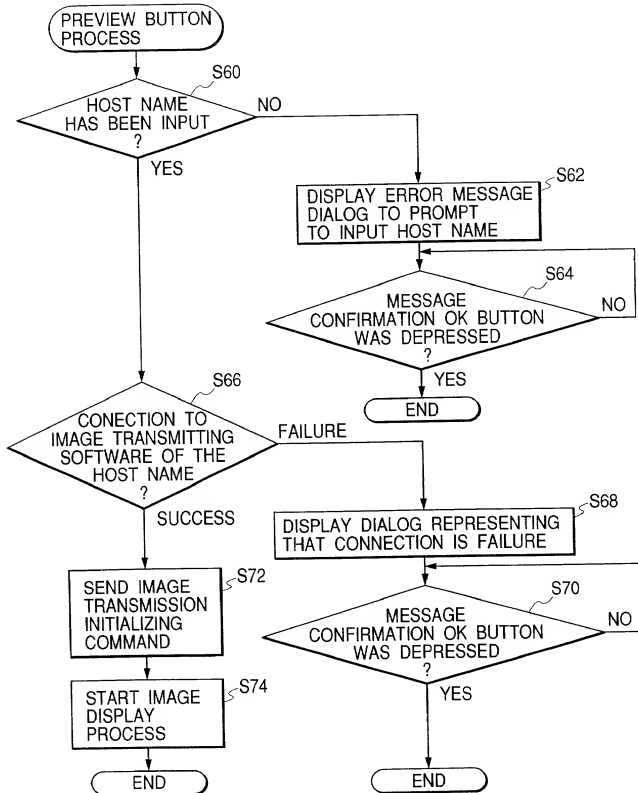 PREVIEW BUTTON
PROCESS
S60
HOST NAME
HAS BEEN INPUT
?
NO
YES
S62
DISPLAY ERROR MESSAGE
DIALOG TO PROMPT
TO INPUT HOST NAME
S64
MESSAGE
CONFIRMATION OK BUTTON
WAS DEPRESSED
?
NO
YES
END
S66
CONECTION TO
IMAGE TRANSMITTING
SOFTWARE OF THE
HOST NAME
?
FAILURE
SUCCESS
S68
DISPLAY DIALOG REPRESENTING
THAT CONNECTION IS FAILURE
S70
MESSAGE
CONFIRMATION OK BUTTON
WAS DEPRESSED
?
NO
YES
END
S72
SEND IMAGE
TRANSMISSION
INITIALIZING
COMMAND
S74
START IMAGE
DISPLAY
PROCESS
END